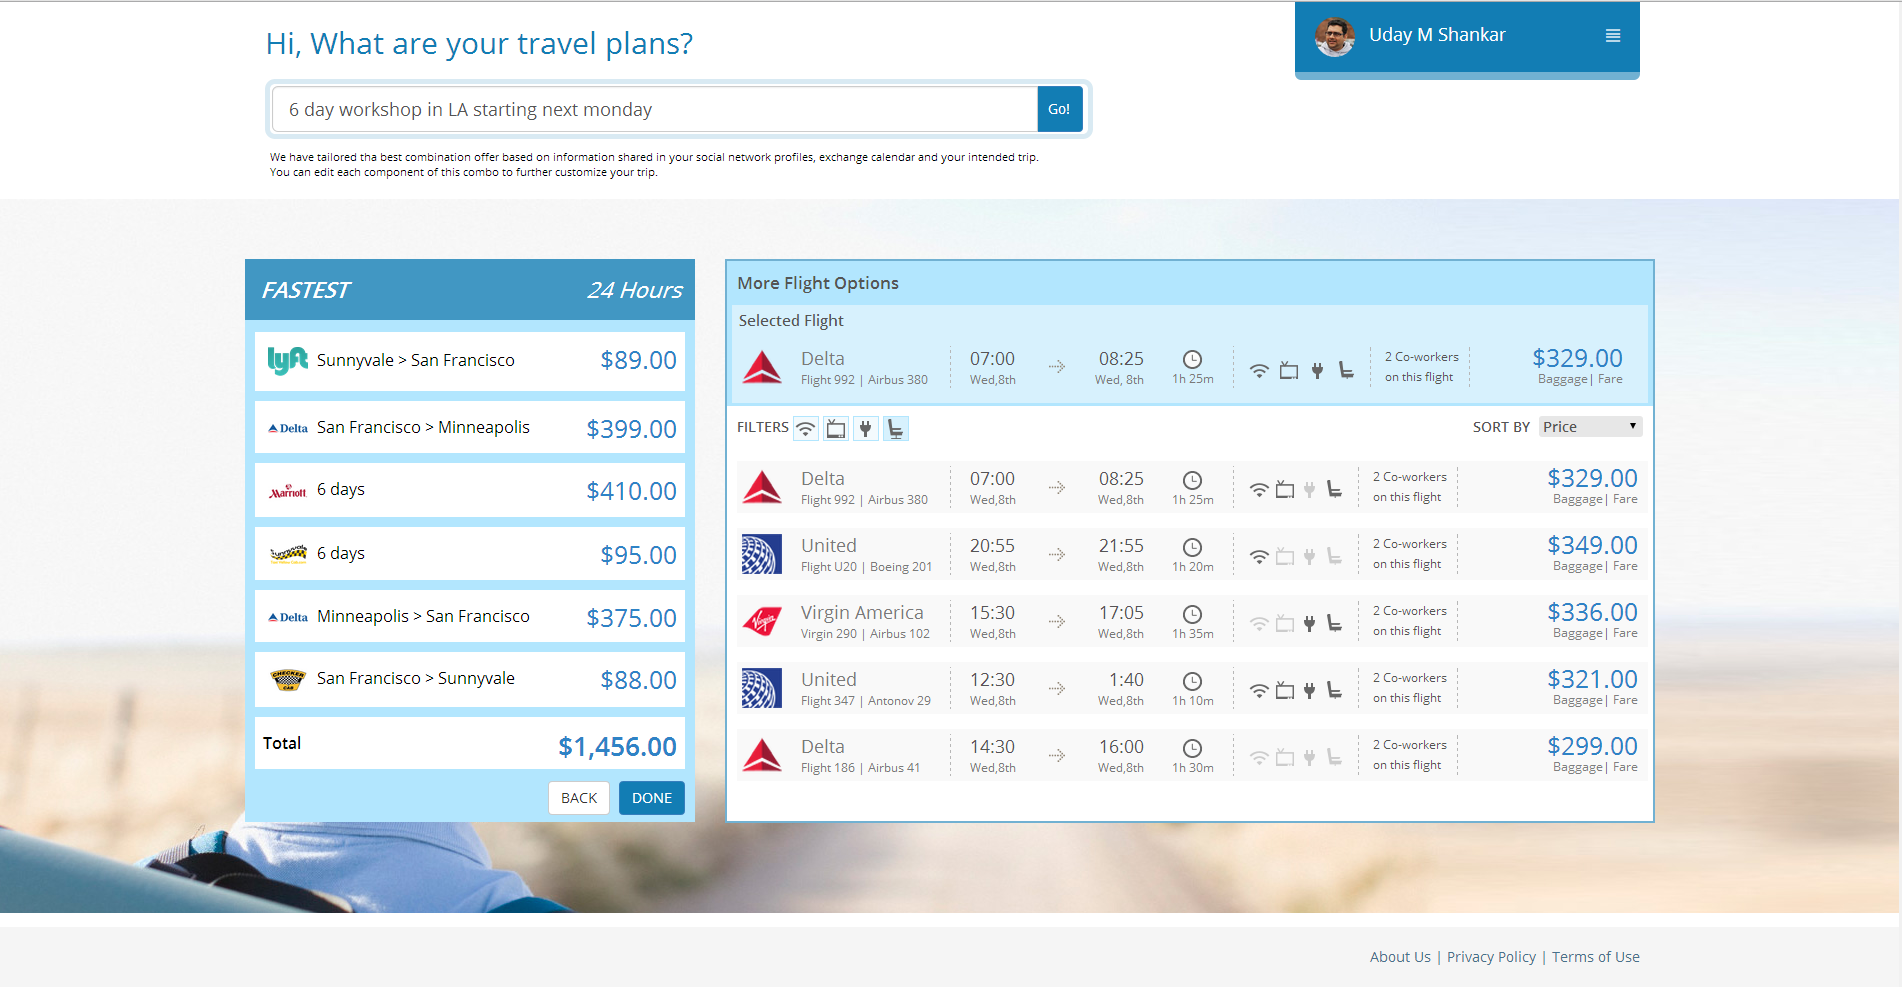 Hi, What are your travel plans?
Uday M Shankar
6 day workshop in LA starting next monday
Go!
We have tailored tha best combination offer based on information shared in your social network profiles, exchange calendar and your intended trip.
You can edit each component of this combo to further customize your trip.
FASTEST 24 Hours
lyft Sunnyvale > San Francisco $89.00
Delta San Francisco > Minneapolis $399.00
Marriott 6 days $410.00
6 days $95.00
Delta Minneapolis > San Francisco $375.00
CHECKER CAB San Francisco > Sunnyvale $88.00
Total $1,456.00
BACK DONE
More Flight Options
Selected Flight
Delta 07:00 08:25 2 Co-workers $329.00
Flight 992 | Airbus 380 Wed,8th Wed, 8th 1h 25m on this flight Baggage| Fare
FILTERS SORT BY Price
Delta 07:00 08:25 2 Co-workers $329.00
Flight 992 | Airbus 380 Wed,8th Wed,8th 1h 25m on this flight Baggage| Fare
United 20:55 21:55 2 Co-workers $349.00
Flight U20 | Boeing 201 Wed,8th Wed,8th 1h 20m on this flight Baggage| Fare
Virgin Virgin America 15:30 17:05 2 Co-workers $336.00
Virgin 290 | Airbus 102 Wed,8th Wed,8th 1h 35m on this flight Baggage| Fare
United 12:30 1:40 2 Co-workers $321.00
Flight 347 | Antonov 29 Wed,8th Wed,8th 1h 10m on this flight Baggage| Fare
Delta 14:30 16:00 2 Co-workers $299.00
Flight 186 | Airbus 41 Wed,8th Wed,8th 1h 30m on this flight Baggage| Fare
About Us | Privacy Policy | Terms of Use